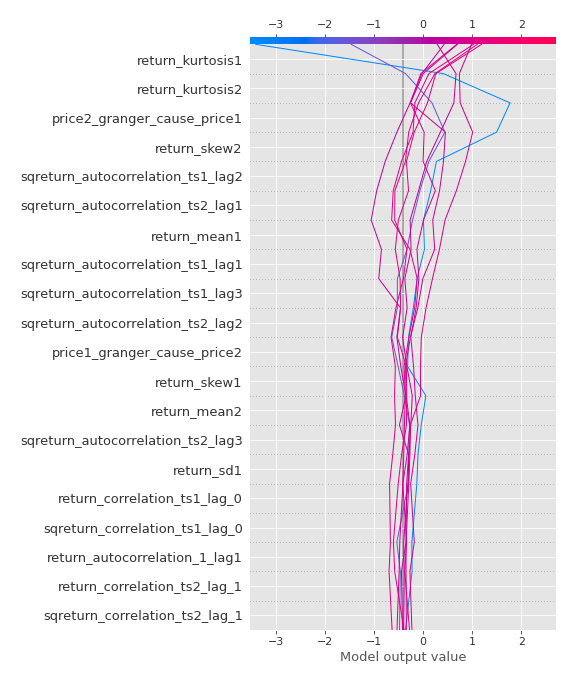 −3 −2 −1 0 1 2
return_kurtosis1
return_kurtosis2
price2_granger_cause_price1
return_skew2
sqreturn_autocorrelation_ts1_lag2
sqreturn_autocorrelation_ts2_lag1
return_mean1
sqreturn_autocorrelation_ts1_lag1
sqreturn_autocorrelation_ts1_lag3
sqreturn_autocorrelation_ts2_lag2
price1_granger_cause_price2
return_skew1
return_mean2
sqreturn_autocorrelation_ts2_lag3
return_sd1
return_correlation_ts1_lag_0
sqreturn_correlation_ts1_lag_0
return_autocorrelation_1_lag1
return_correlation_ts2_lag_1
sqreturn_correlation_ts2_lag_1
−3 −2 −1 0 1 2
Model output value